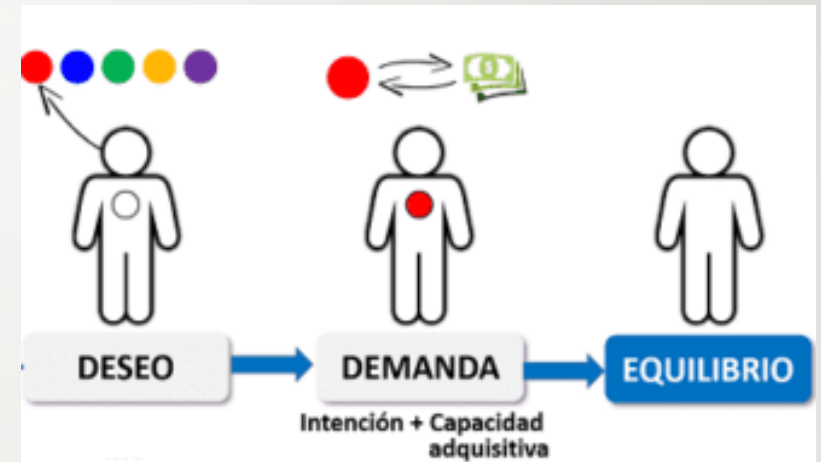 DESEO
DEMANDA
EQUILIBRIO
Intención + Capacidad
adquisitiva